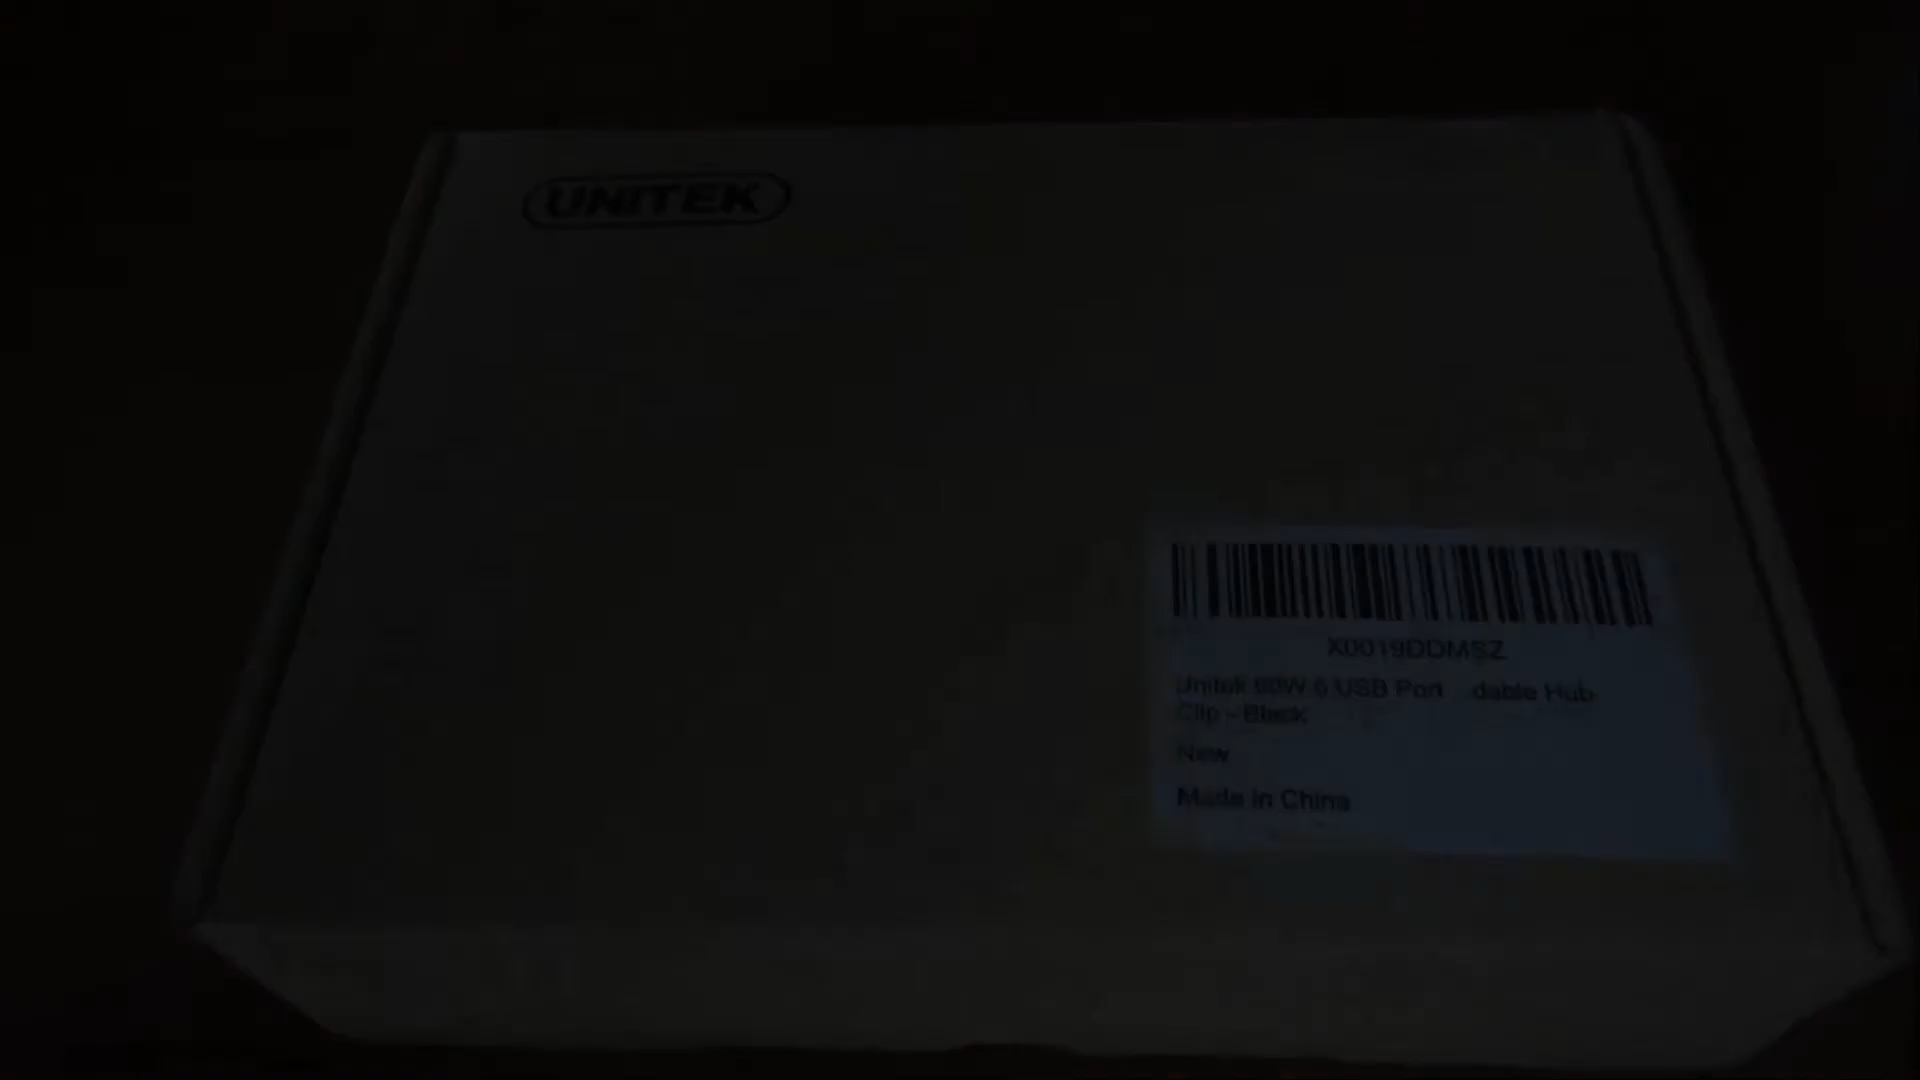 UNITEK
X0019DDMSZ
Unitek 60W 6 USB Port ... dable Hub
Clip - Black
New
Made in China